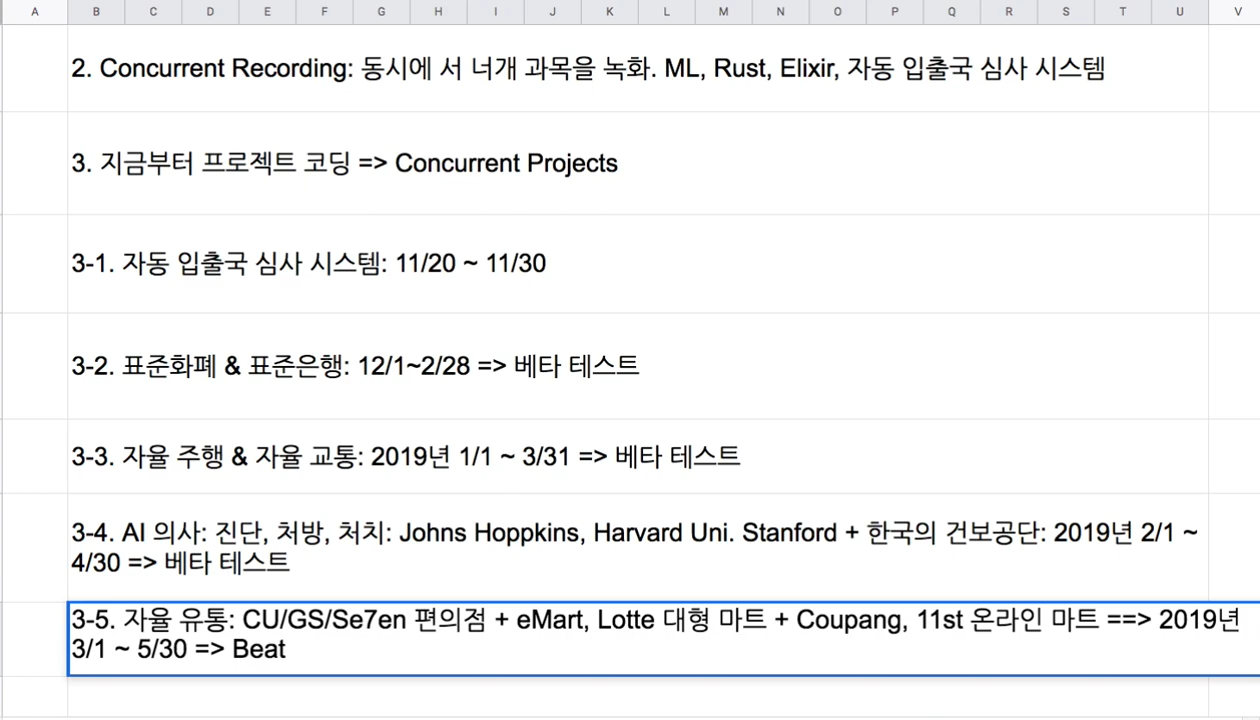 A B C D E F G H I J K L M N O P Q R S T U V
2. Concurrent Recording: 동시에 서 너개 과목을 녹화. ML, Rust, Elixir, 자동 입출국 심사 시스템
3. 지금부터 프로젝트 코딩 => Concurrent Projects
3-1. 자동 입출국 심사 시스템: 11/20 ~ 11/30
3-2. 표준화폐 & 표준은행: 12/1~2/28 => 베타 테스트
3-3. 자율 주행 & 자율 교통: 2019년 1/1 ~ 3/31 => 베타 테스트
3-4. AI 의사: 진단, 처방, 처치: Johns Hoppkins, Harvard Uni. Stanford + 한국의 건보공단: 2019년 2/1 ~
4/30 => 베타 테스트
3-5. 자율 유통: CU/GS/Se7en 편의점 + eMart, Lotte 대형 마트 + Coupang, 11st 온라인 마트 ==> 2019년
3/1 ~ 5/30 => Beat